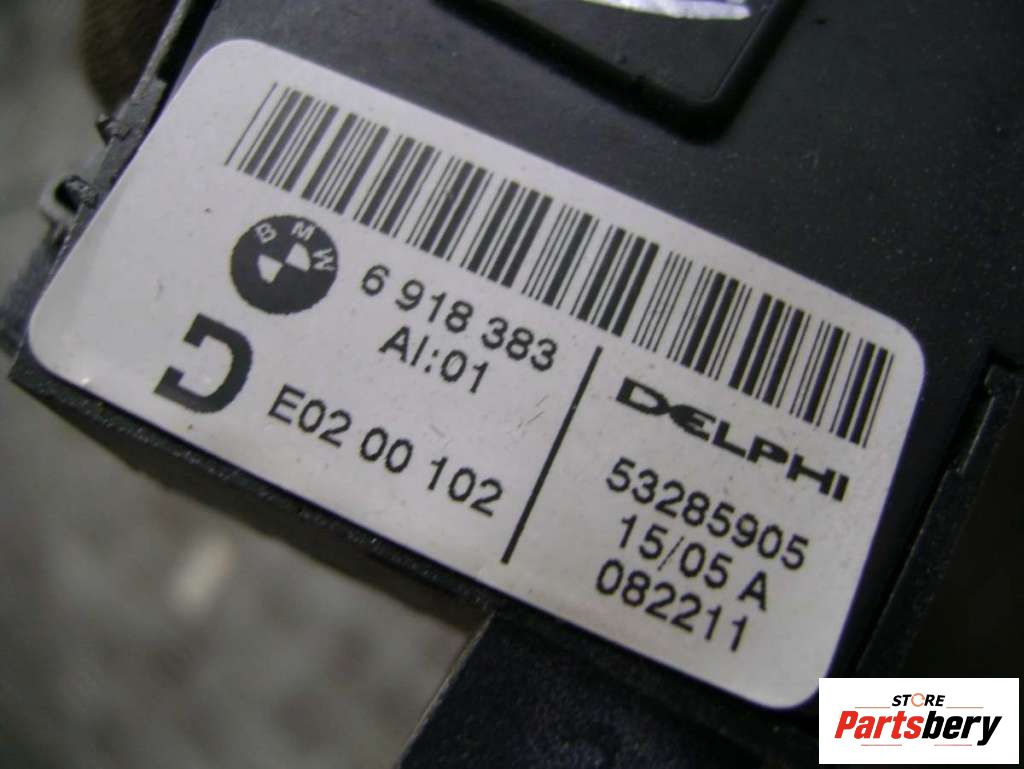 BMW
6 918 383
AI:01
D
E02 00 102
DELPHI
53285905
15/05 A
082211
STORE
Partsbery